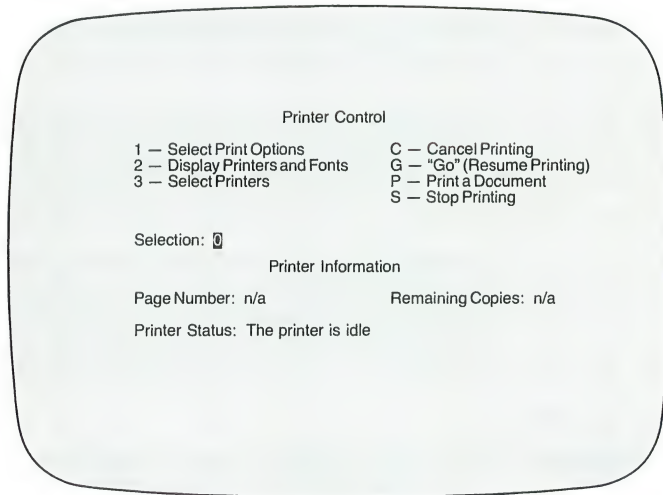 Printer Control
1 — Select Print Options
2 — Display Printers and Fonts
3 — Select Printers
C — Cancel Printing
G — "Go" (Resume Printing)
P — Print a Document
S — Stop Printing
Selection: 0
Printer Information
Page Number: n/a Remaining Copies: n/a
Printer Status: The printer is idle